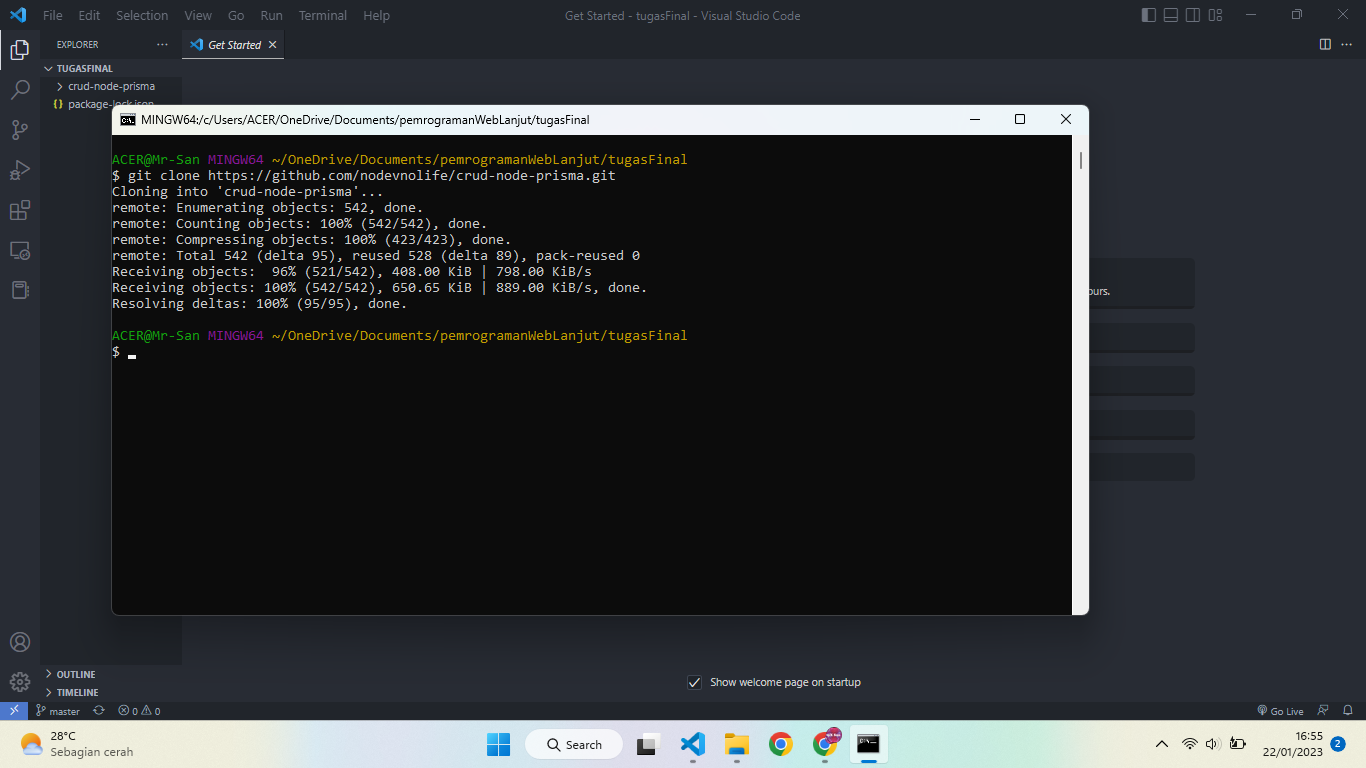 File Edit Selection View Go Run Terminal Help
Get Started - tugasFinal - Visual Studio Code
EXPLORER
Get Started
TUGASFINAL
crud-node-prisma
{} package-lock.json
MINGW64:/c/Users/ACER/OneDrive/Documents/pemrogramanWebLanjut/tugasFinal
ACER@Mr-San MINGW64 ~/OneDrive/Documents/pemrogramanWebLanjut/tugasFinal
$ git clone https://github.com/nodevnolife/crud-node-prisma.git
Cloning into 'crud-node-prisma'...
remote: Enumerating objects: 542, done.
remote: Counting objects: 100% (542/542), done.
remote: Compressing objects: 100% (423/423), done.
remote: Total 542 (delta 95), reused 528 (delta 89), pack-reused 0
Receiving objects:  96% (521/542), 408.00 KiB | 798.00 KiB/s
Receiving objects: 100% (542/542), 650.65 KiB | 889.00 KiB/s, done.
Resolving deltas: 100% (95/95), done.
ACER@Mr-San MINGW64 ~/OneDrive/Documents/pemrogramanWebLanjut/tugasFinal
$
ours.
OUTLINE
TIMELINE
Show welcome page on startup
master
0 0
Go Live
28°C
Sebagian cerah
Search
16:55
22/01/2023
2